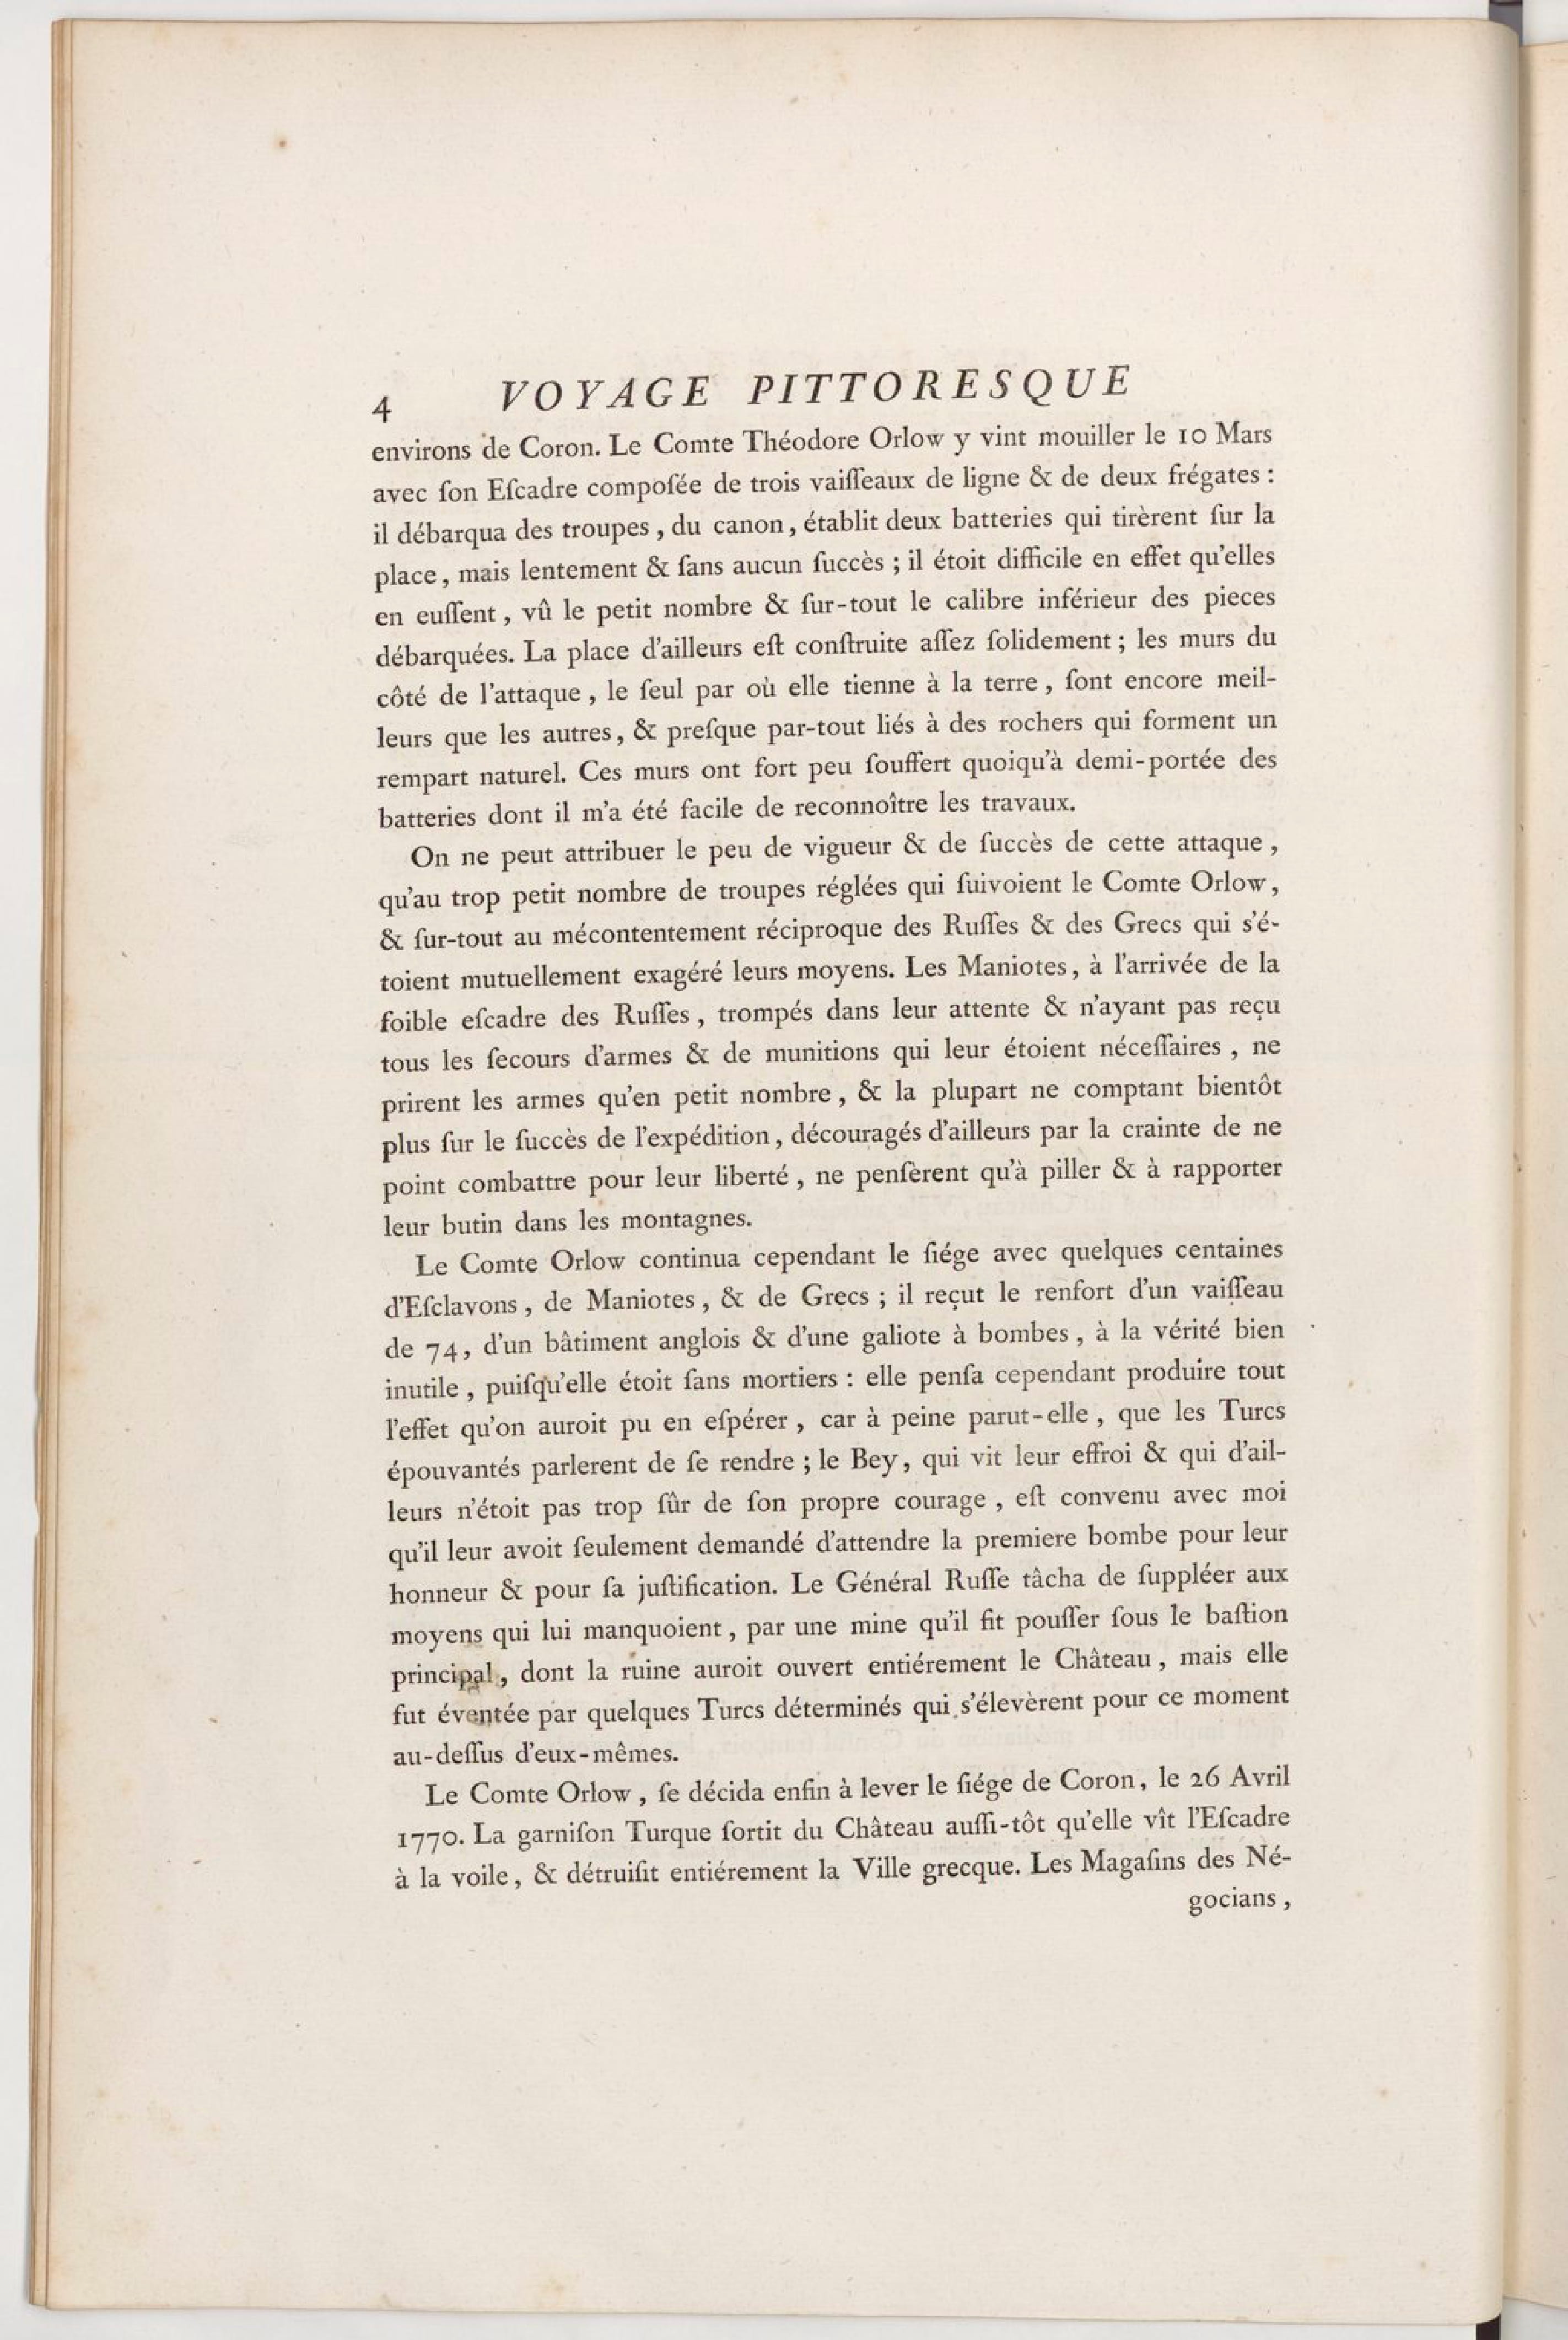 4 VOYAGE PITTORESQUE
environs de Coron. Le Comte Théodore Orlow y vint mouiller le 10 Mars
avec ſon Eſcadre compoſée de trois vaiſſeaux de ligne & de deux frégates :
il débarqua des troupes , du canon , établit deux batteries qui tirèrent ſur la
place , mais lentement & ſans aucun ſuccès ; il étoit difficile en effet qu'elles
en euſſent , vû le petit nombre & ſur-tout le calibre inférieur des pieces
débarquées. La place d'ailleurs eſt conſtruite aſſez ſolidement ; les murs du
côté de l'attaque , le ſeul par où elle tienne à la terre , ſont encore meil-
leurs que les autres , & preſque par-tout liés à des rochers qui forment un
rempart naturel. Ces murs ont fort peu ſouffert quoiqu'à demi-portée des
batteries dont il m'a été facile de reconnoître les travaux.
On ne peut attribuer le peu de vigueur & de ſuccès de cette attaque ,
qu'au trop petit nombre de troupes réglées qui ſuivoient le Comte Orlow ,
& ſur-tout au mécontentement réciproque des Ruſſes & des Grecs qui s'é-
toient mutuellement exagéré leurs moyens. Les Maniotes , à l'arrivée de la
foible eſcadre des Ruſſes , trompés dans leur attente & n'ayant pas reçu
tous les ſecours d'armes & de munitions qui leur étoient néceſſaires , ne
prirent les armes qu'en petit nombre , & la plupart ne comptant bientôt
plus ſur le ſuccès de l'expédition , découragés d'ailleurs par la crainte de ne
point combattre pour leur liberté , ne penſèrent qu'à piller & à rapporter
leur butin dans les montagnes.
Le Comte Orlow continua cependant le ſiége avec quelques centaines
d'Eſclavons , de Maniotes , & de Grecs ; il reçut le renfort d'un vaiſſeau
de 74 , d'un bâtiment anglois & d'une galiote à bombes , à la vérité bien
inutile , puiſqu'elle étoit ſans mortiers : elle penſa cependant produire tout
l'effet qu'on auroit pu en eſpérer , car à peine parut-elle , que les Turcs
épouvantés parlerent de ſe rendre ; le Bey , qui vit leur effroi & qui d'ail-
leurs n'étoit pas trop ſûr de ſon propre courage , eſt convenu avec moi
qu'il leur avoit ſeulement demandé d'attendre la premiere bombe pour leur
honneur & pour ſa juſtification. Le Général Ruſſe tâcha de ſuppléer aux
moyens qui lui manquoient , par une mine qu'il fit pouſſer ſous le baſtion
principal , dont la ruine auroit ouvert entiérement le Château , mais elle
fut éventée par quelques Turcs déterminés qui s'élevèrent pour ce moment
au-deſſus d'eux-mêmes.
Le Comte Orlow , ſe décida enfin à lever le ſiége de Coron , le 26 Avril
1770. La garniſon Turque ſortit du Château auſſi-tôt qu'elle vît l'Eſcadre
à la voile , & détruiſit entiérement la Ville grecque. Les Magaſins des Né-
gocians ,